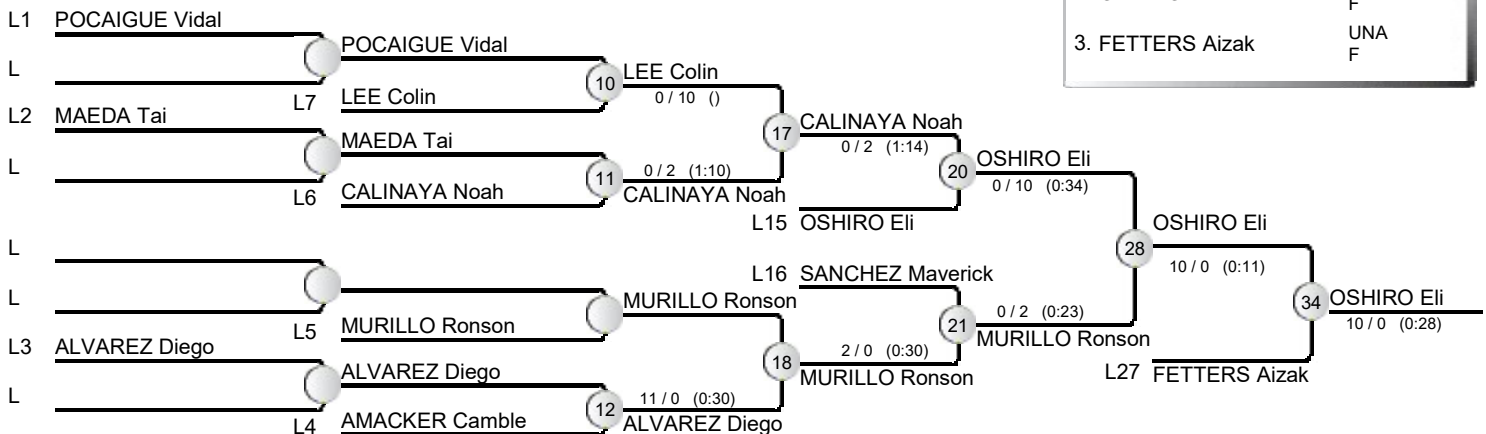 F
UNA
3. FETTERS Aizak
F
L1 POCAIGUE Vidal
POCAIGUE Vidal
L
10
LEE Colin
0 / 10 ()
L7 LEE Colin
L2 MAEDA Tai
17
CALINAYA Noah
0 / 2 (1:14)
MAEDA Tai
L
11
0 / 2 (1:10)
CALINAYA Noah
20
OSHIRO Eli
0 / 10 (0:34)
L6 CALINAYA Noah
L15 OSHIRO Eli
L
28
OSHIRO Eli
10 / 0 (0:11)
L16 SANCHEZ Maverick
L
MURILLO Ronson
34
OSHIRO Eli
10 / 0 (0:28)
L5 MURILLO Ronson
21
0 / 2 (0:23)
MURILLO Ronson
L3 ALVAREZ Diego
18
2 / 0 (0:30)
MURILLO Ronson
L27 FETTERS Aizak
ALVAREZ Diego
L
12
11 / 0 (0:30)
ALVAREZ Diego
L4 AMACKER Camble